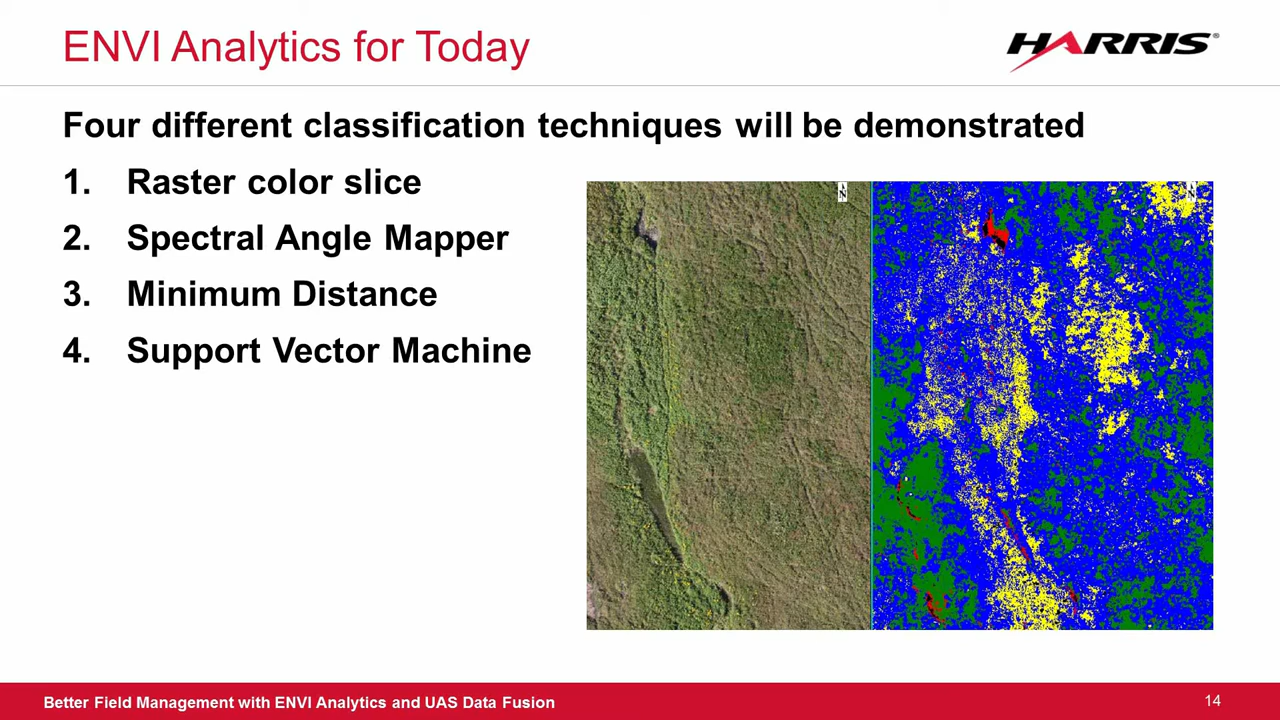 ENVI Analytics for Today
HARRIS®
Four different classification techniques will be demonstrated
1. Raster color slice
2. Spectral Angle Mapper
3. Minimum Distance
4. Support Vector Machine
N
N
Better Field Management with ENVI Analytics and UAS Data Fusion
14